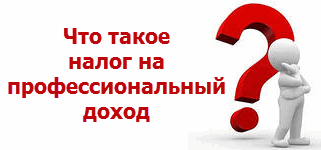 Что такое
налог на
профессиональный
доход